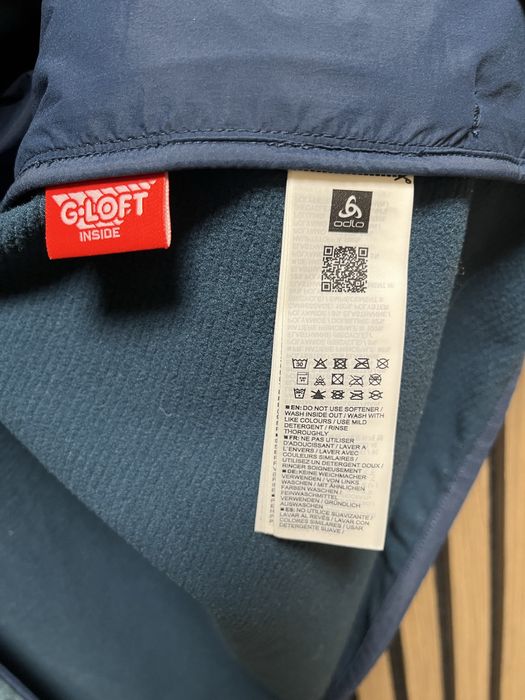 G·LOFT
INSIDE
odlo
30
■ EN: DO NOT USE SOFTENER /
WASH INSIDE OUT / WASH WITH
LIKE COLOURS / USE MILD
DETERGENT / RINSE
THOROUGHLY
■ FR: NE PAS UTILISER
D'ADOUCISSANT / LAVER À
L'ENVERS / LAVER AVEC
COULEURS SIMILAIRES /
UTILISEZ UN DETERGENT DOUX /
RINCER SOIGNEUSEMENT
■ DE: KEINE WEICHMACHER
VERWENDEN / VON LINKS
WASCHEN / MIT ÄHNLICHEN
FARBEN WASCHEN /
FEINWASCHMITTEL
VERWENDEN / GRÜNDLICH
AUSWASCHEN
■ ES: NO UTILICE SUAVIZANTE /
LAVAR AL REVÉS / LAVAR CON
COLORES SIMILARES / USAR
DETERGENTE SUAVE /